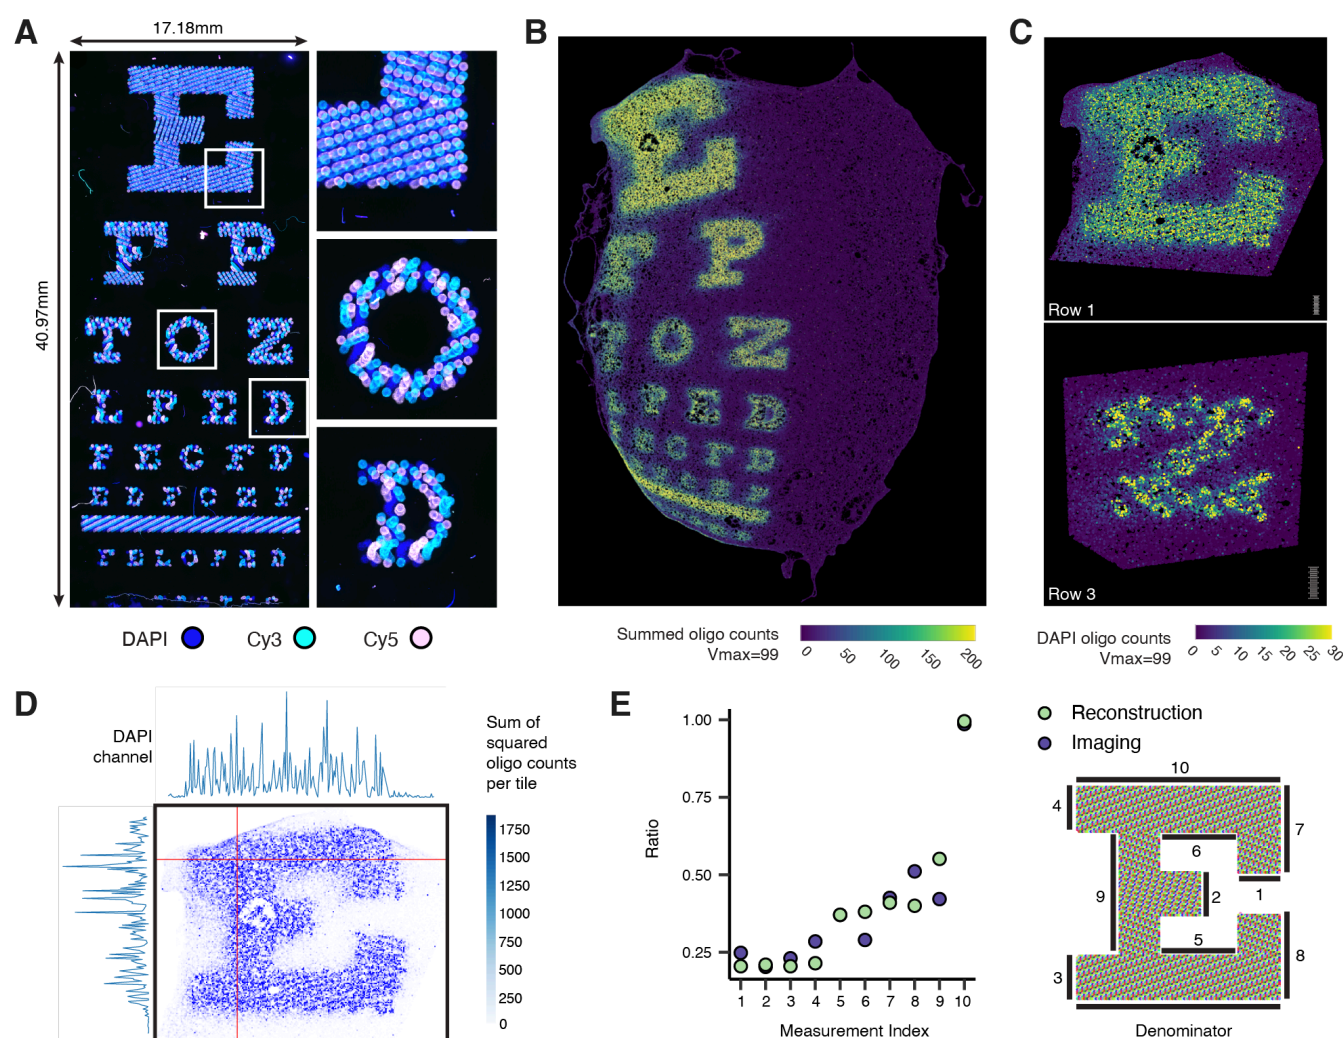 A
17.18mm
40.97mm
E
F P
T O Z
L P E D
P E C F D
E D F C Z P
F E L O P Z D
DAPI
Cy3
Cy5
B
E
F P
T O Z
L P E D
Summed oligo counts
Vmax=99
0 50 100 150 200
C
E
Row 1
Z
Row 3
DAPI oligo counts
Vmax=99
0 5 10 15 20 25 30
D
DAPI
channel
Sum of
squared
oligo counts
per tile
1750
1500
1250
1000
750
500
250
0
E
E
Ratio
1.00
0.75
0.50
0.25
1 2 3 4 5 6 7 8 9 10
Measurement Index
Reconstruction
Imaging
10
4
7
6
1
9
2
5
8
3
Denominator